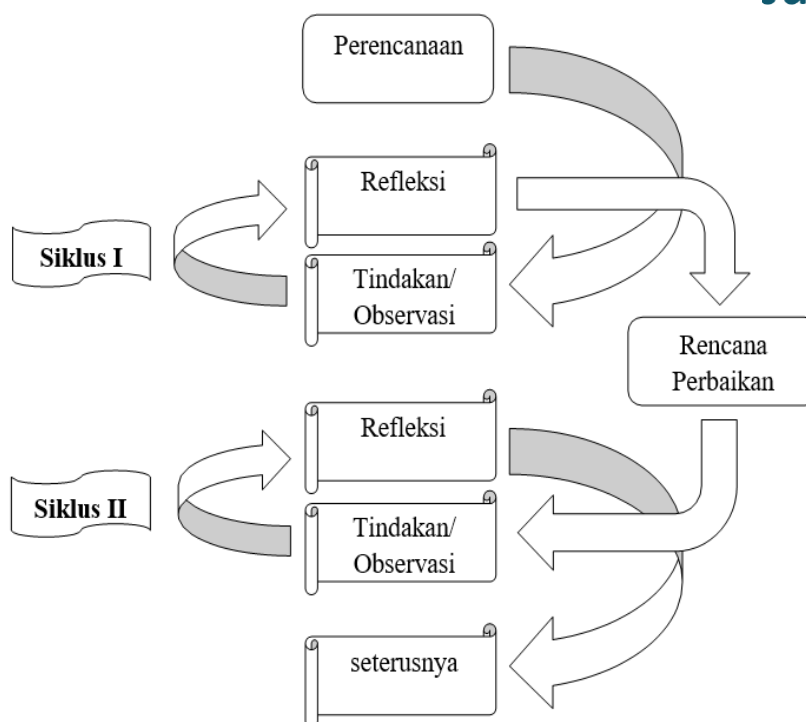 Perencanaan
Refleksi
Siklus I
Tindakan/
Observasi
Rencana
Perbaikan
Refleksi
Siklus II
Tindakan/
Observasi
seterusnya